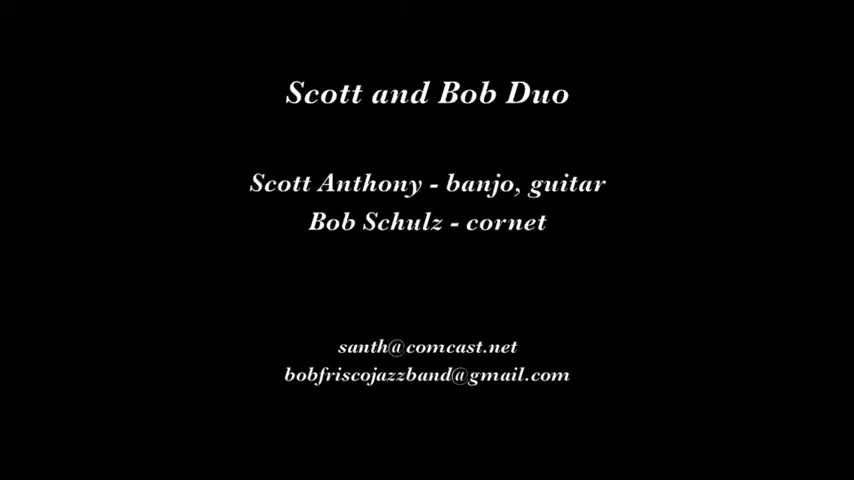 Scott and Bob Duo
Scott Anthony - banjo, guitar
Bob Schulz - cornet
santh@comcast.net
bobfriscojazzband@gmail.com